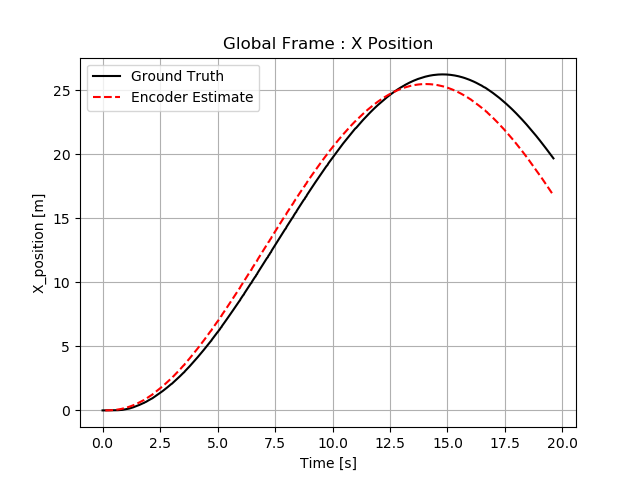 Global Frame : X Position
Ground Truth
Encoder Estimate
X_position [m]
25
20
15
10
5
0
0.0 2.5 5.0 7.5 10.0 12.5 15.0 17.5 20.0
Time [s]